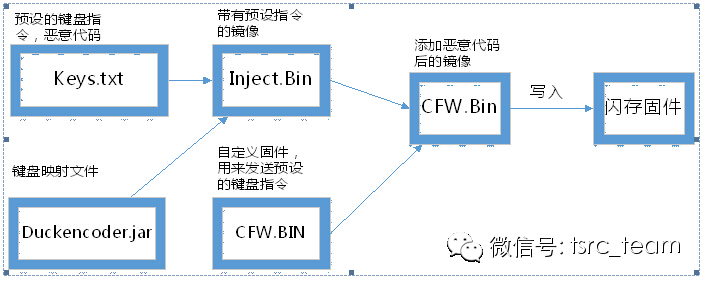 预设的键盘指
令，恶意代码
Keys.txt
带有预设指令
的镜像
Inject.Bin
添加恶意代码
后的镜像
CFW.Bin
写入
闪存固件
键盘映射文件
Duckencoder.jar
自定义固件，
用来发送预设
的键盘指令
CFW.BIN
微信号: tsrc_team